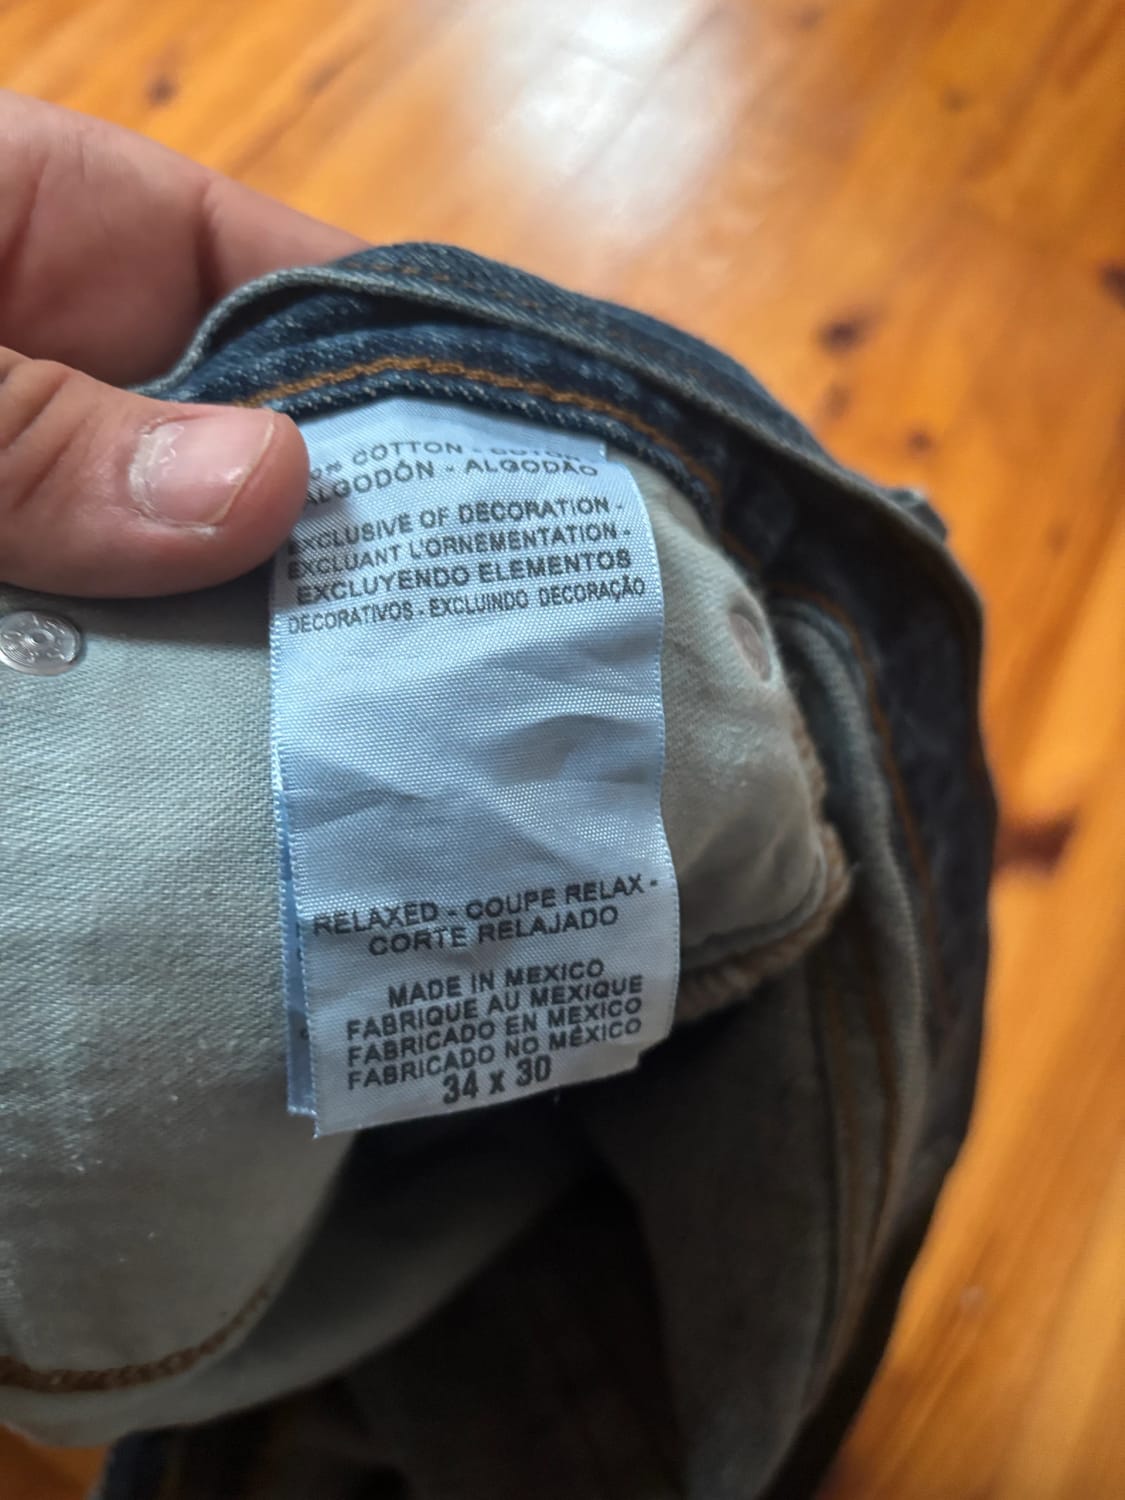 COTTON - COTON
ALGODÓN - ALGODÃO
EXCLUSIVE OF DECORATION -
EXCLUANT L'ORNEMENTATION -
EXCLUYENDO ELEMENTOS
DECORATIVOS - EXCLUINDO DECORAÇÃO
RELAXED - COUPE RELAX -
CORTE RELAJADO
MADE IN MEXICO
FABRIQUE AU MEXIQUE
FABRICADO EN MEXICO
FABRICADO NO MÉXICO
34 x 30